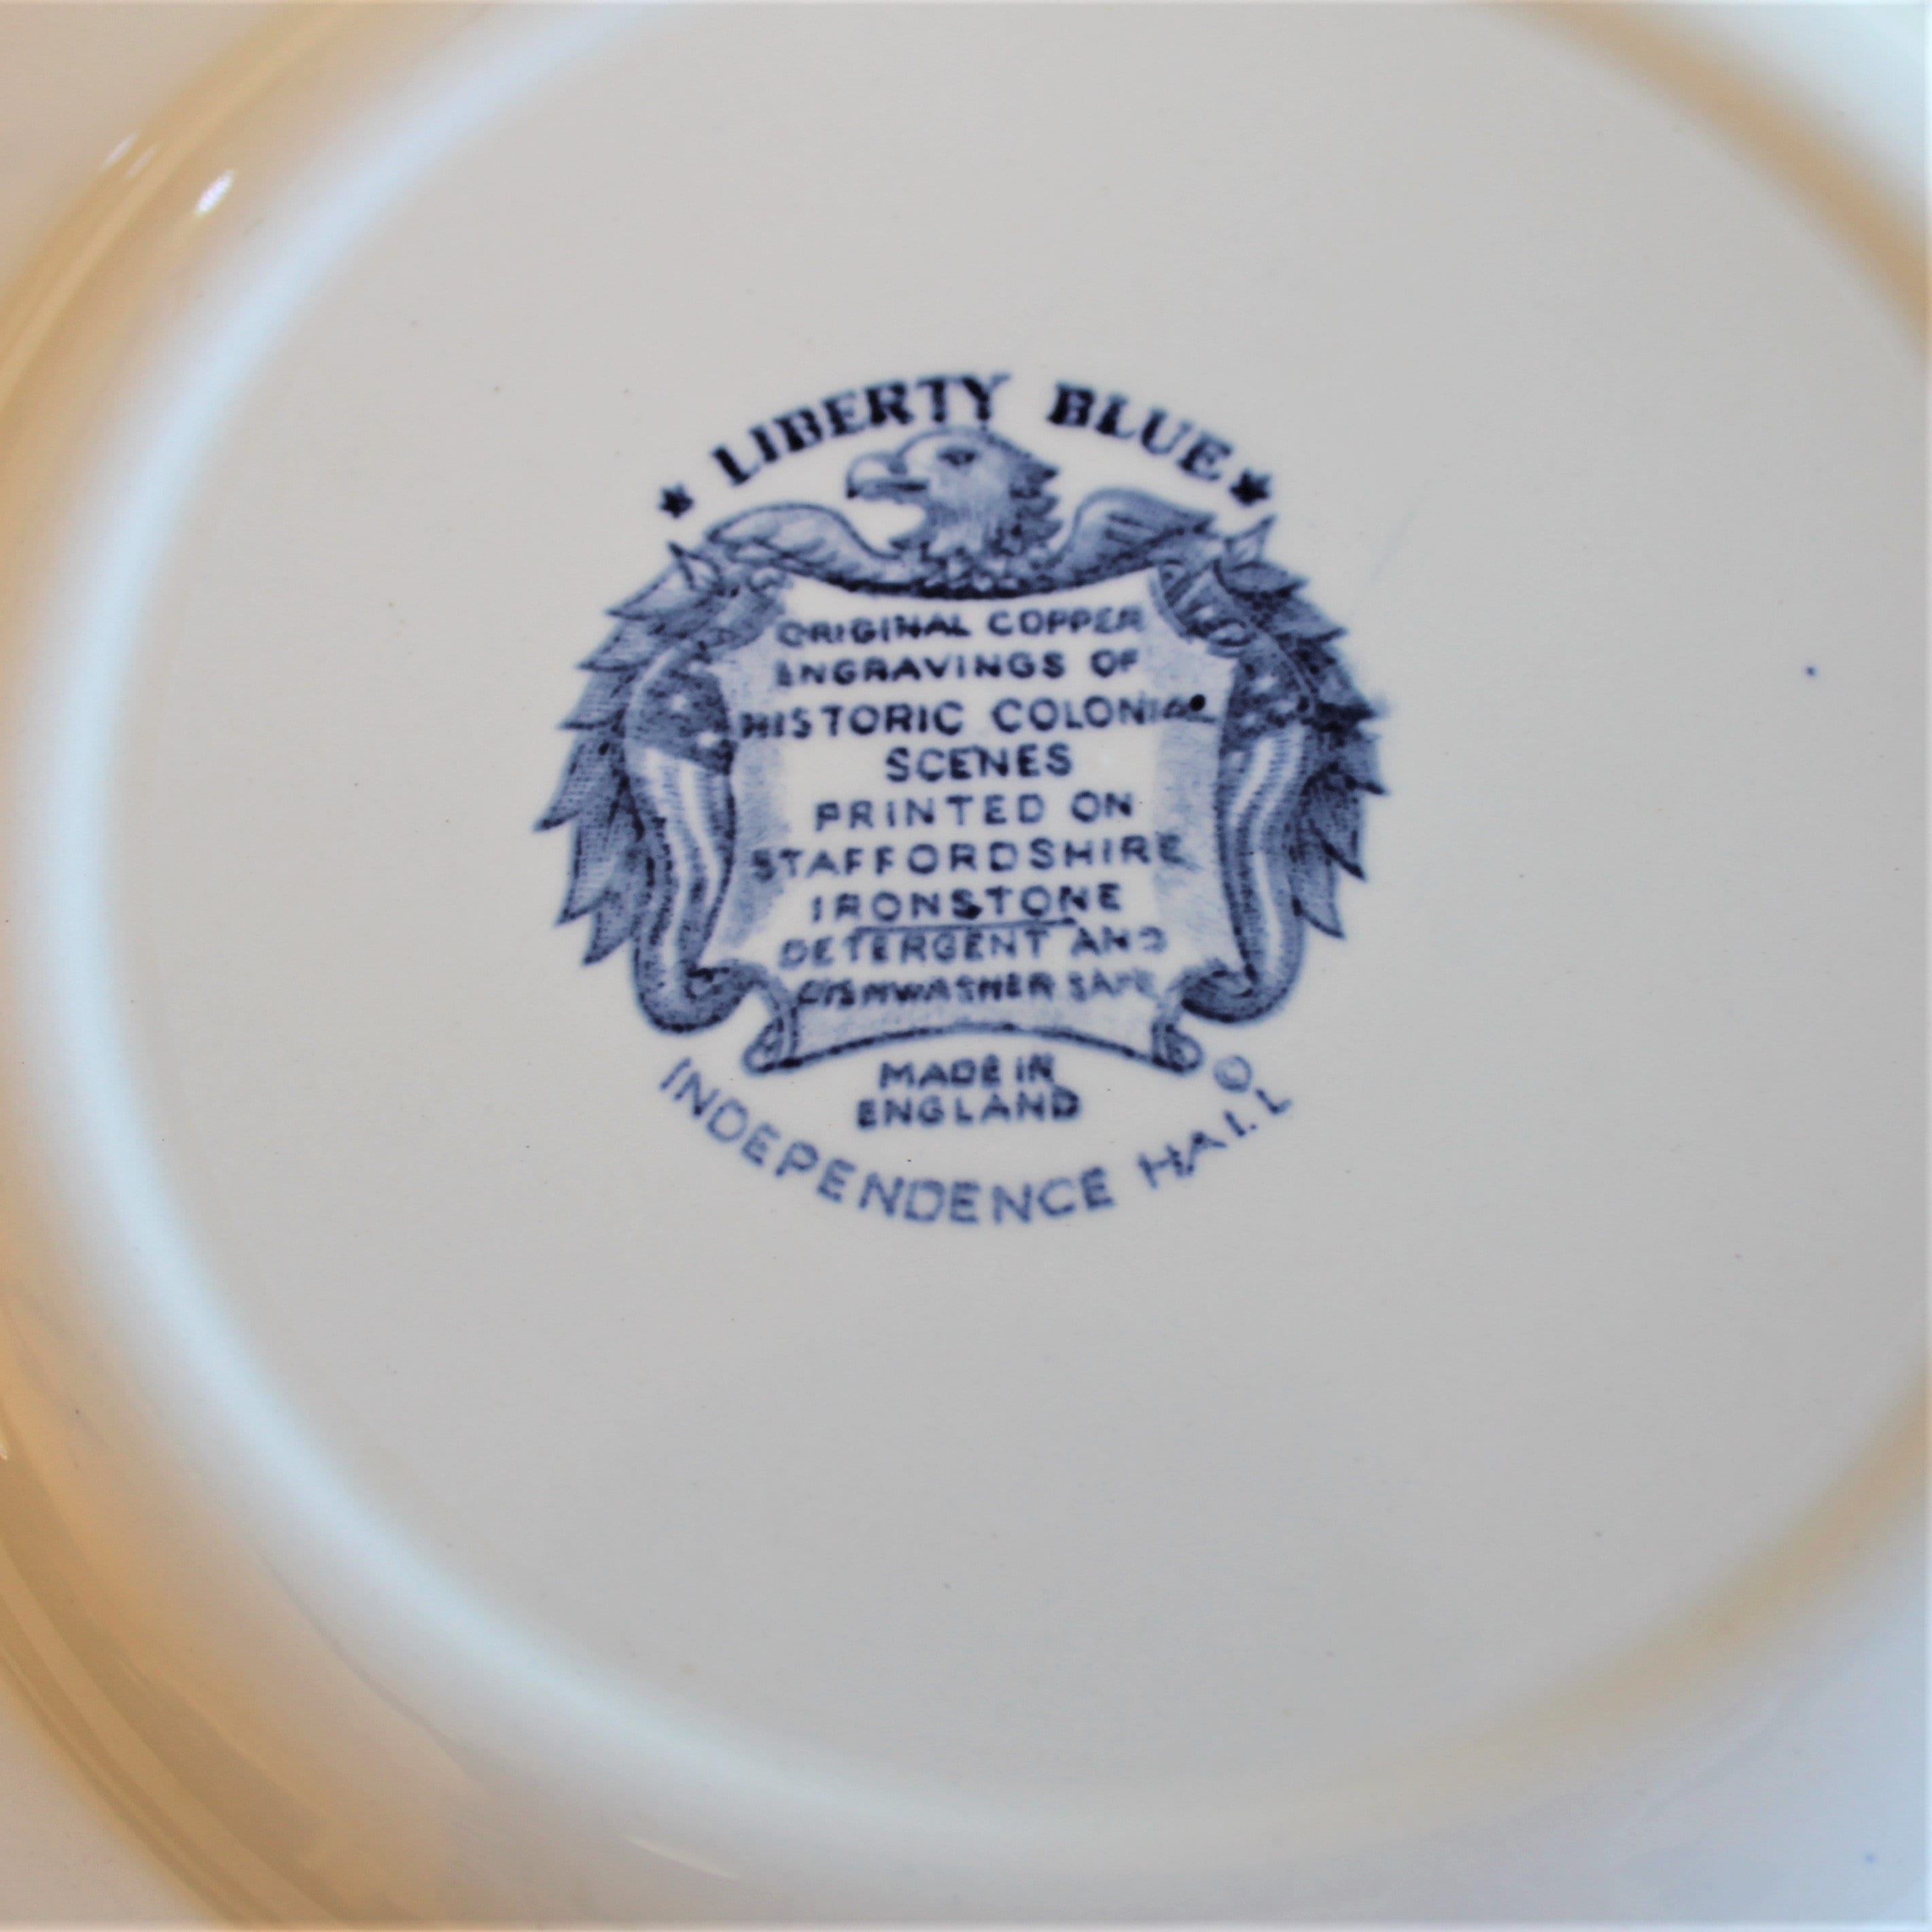 ★ LIBERTY BLUE ★
ORIGINAL COPPER
ENGRAVINGS OF
HISTORIC COLONIAL
SCENES
PRINTED ON
STAFFORDSHIRE
IRONSTONE
DETERGENT AND
DISHWASHER SAFE
MADE IN
ENGLAND
©
INDEPENDENCE HALL